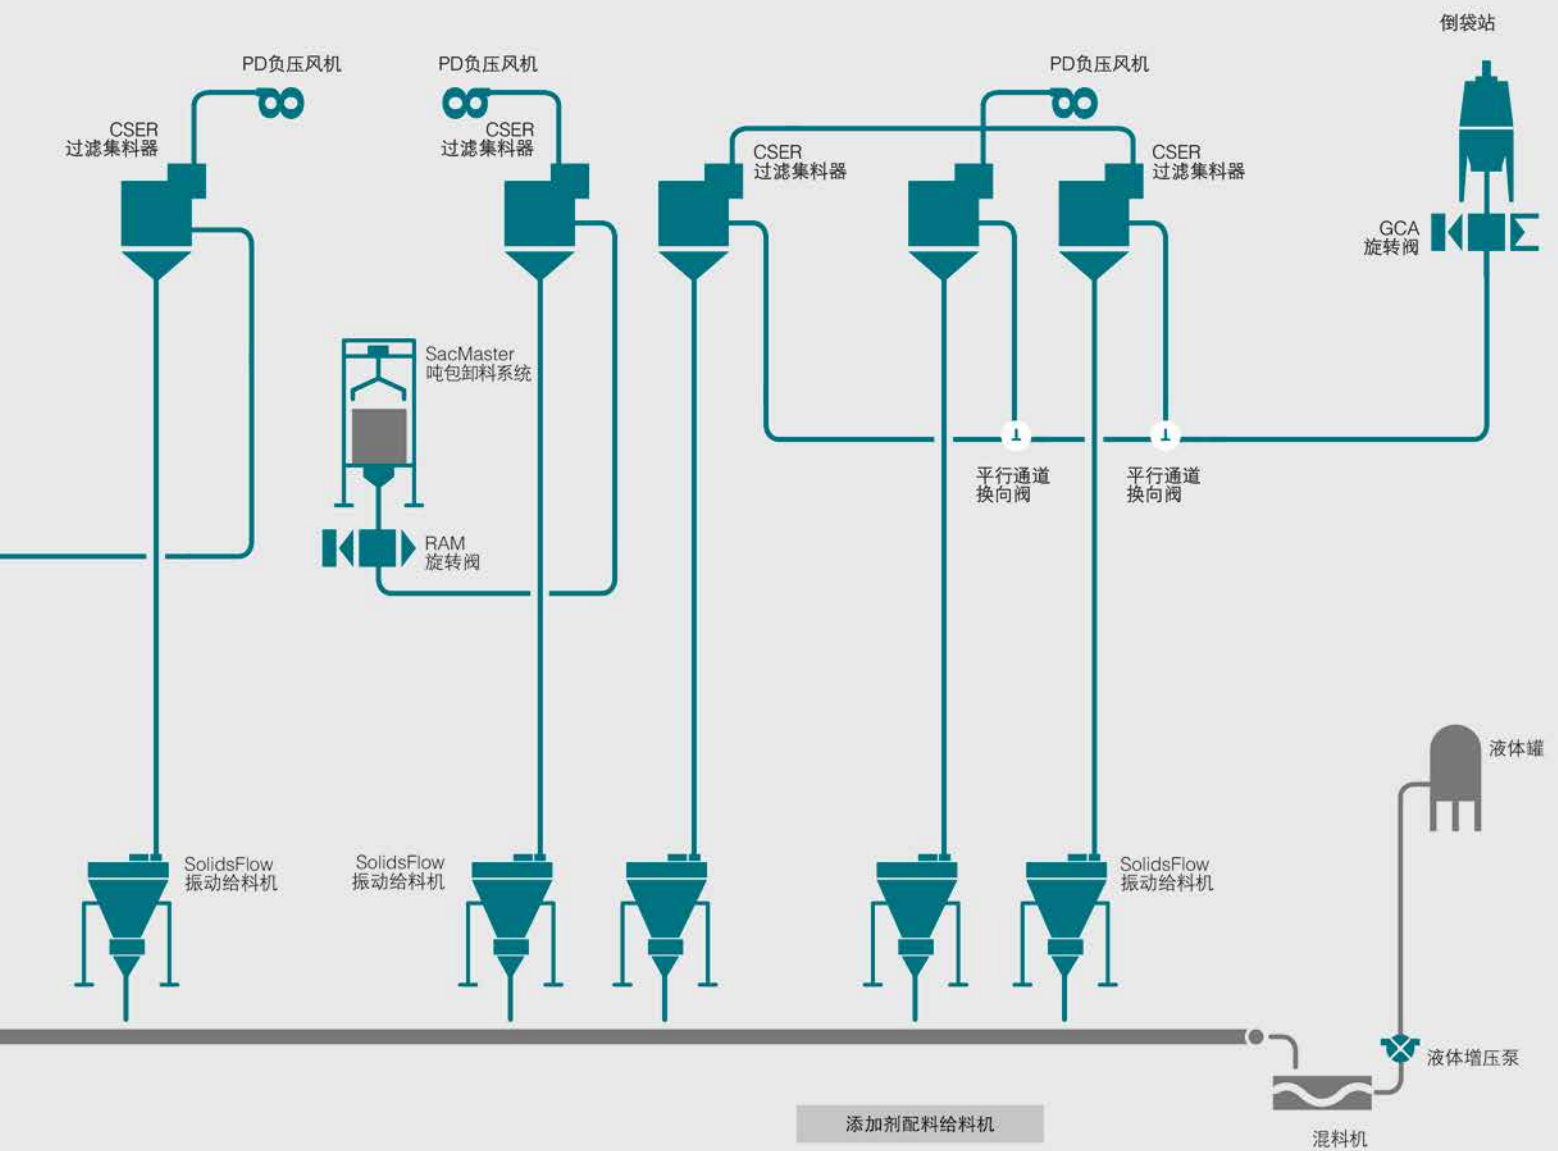 倒袋站
PD负压风机
PD负压风机
PD负压风机
CSER
过滤集料器
CSER
过滤集料器
CSER
过滤集料器
CSER
过滤集料器
GCA
旋转阀
SacMaster
吨包卸料系统
平行通道
换向阀
平行通道
换向阀
RAM
旋转阀
液体罐
SolidsFlow
振动给料机
SolidsFlow
振动给料机
SolidsFlow
振动给料机
液体增压泵
添加剂配料给料机
混料机